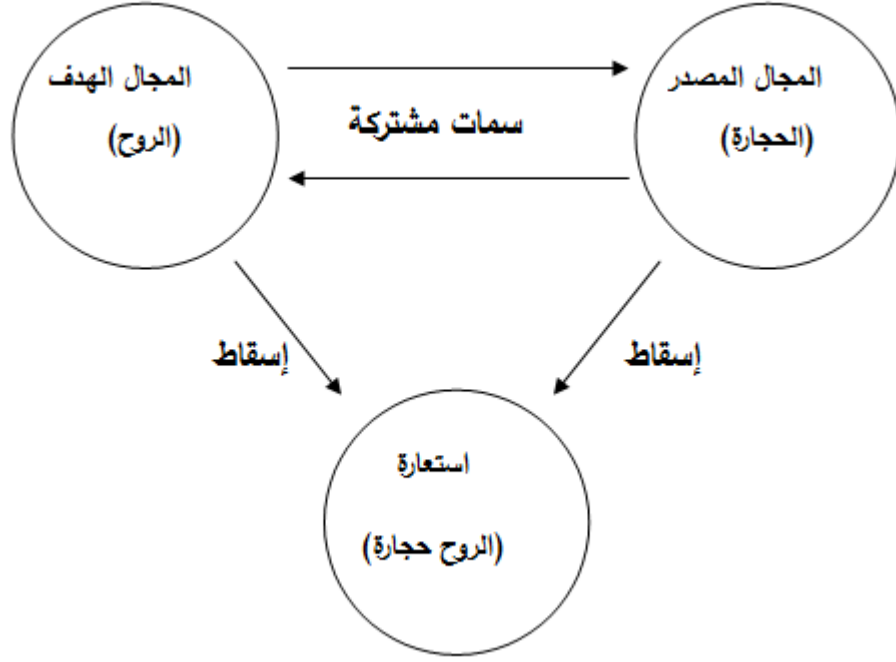 المجال المصدر
(الحجارة)
سمات مشتركة
المجال الهدف
(الروح)
إسقاط
إسقاط
استعارة
(الروح حجارة)